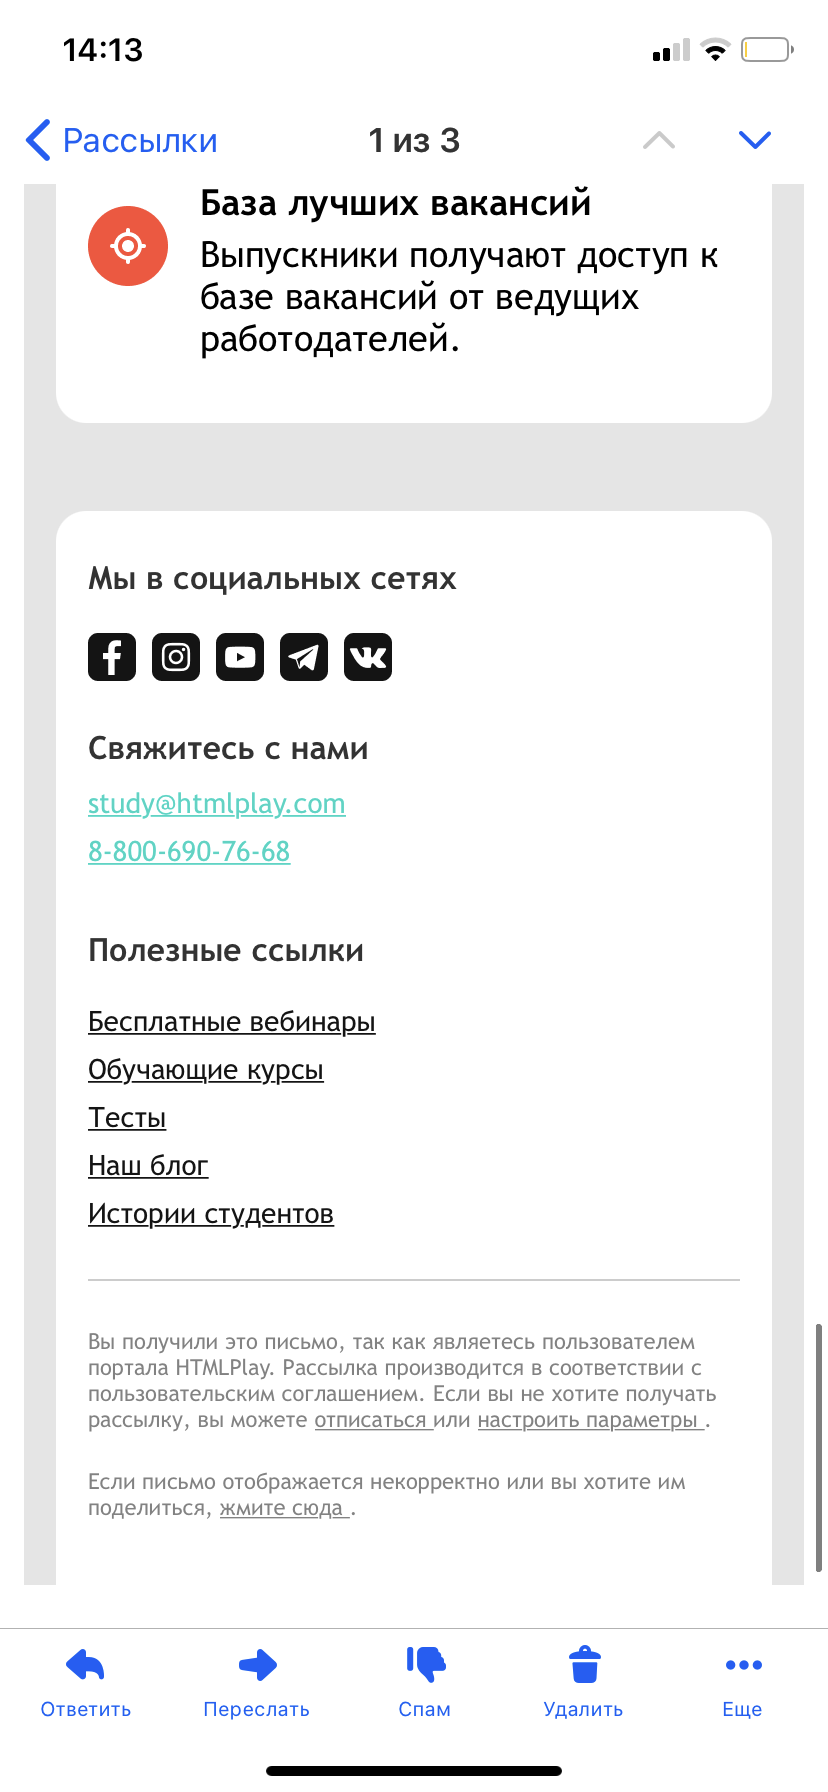 14:13
Рассылки
1 из 3
База лучших вакансий
Выпускники получают доступ к
базе вакансий от ведущих
работодателей.
Мы в социальных сетях
Свяжитесь с нами
study@htmlplay.com
8-800-690-76-68
Полезные ссылки
Бесплатные вебинары
Обучающие курсы
Тесты
Наш блог
Истории студентов
Вы получили это письмо, так как являетесь пользователем
портала HTMLPlay. Рассылка производится в соответствии с
пользовательским соглашением. Если вы не хотите получать
рассылку, вы можете отписаться или настроить параметры .
Если письмо отображается некорректно или вы хотите им
поделиться, жмите сюда .
Ответить
Переслать
Спам
Удалить
Еще